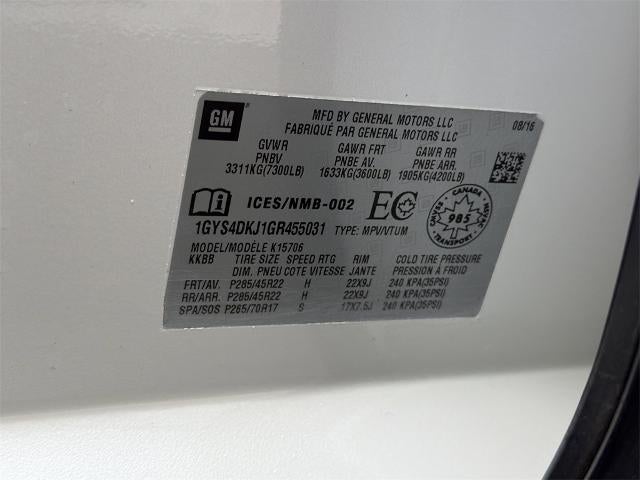 GM
MFD BY GENERAL MOTORS LLC
FABRIQUÉ PAR GENERAL MOTORS LLC
08/16
GVWR GAWR FRT GAWR RR
PNBV PNBE AV. PNBE ARR.
3311KG(7300LB) 1633KG(3600LB) 1905KG(4200LB)
ICES/NMB-002 EC
CANADA
CMVSS 985 NSVAC
TRANSPORT
1GYS4DKJ1GR455031 TYPE: MPV/VTUM
MODEL/MODÈLE K15706
KKBB TIRE SIZE SPEED RTG RIM COLD TIRE PRESSURE
DIM. PNEU COTE VITESSE JANTE PRESSION À FROID
FRT/AV. P285/45R22 H 22X9J 240 KPA(35PSI)
RR/ARR. P285/45R22 H 22X9J 240 KPA(35PSI)
SPA/SOS P265/70R17 S 17X7.5J 240 KPA(35PSI)